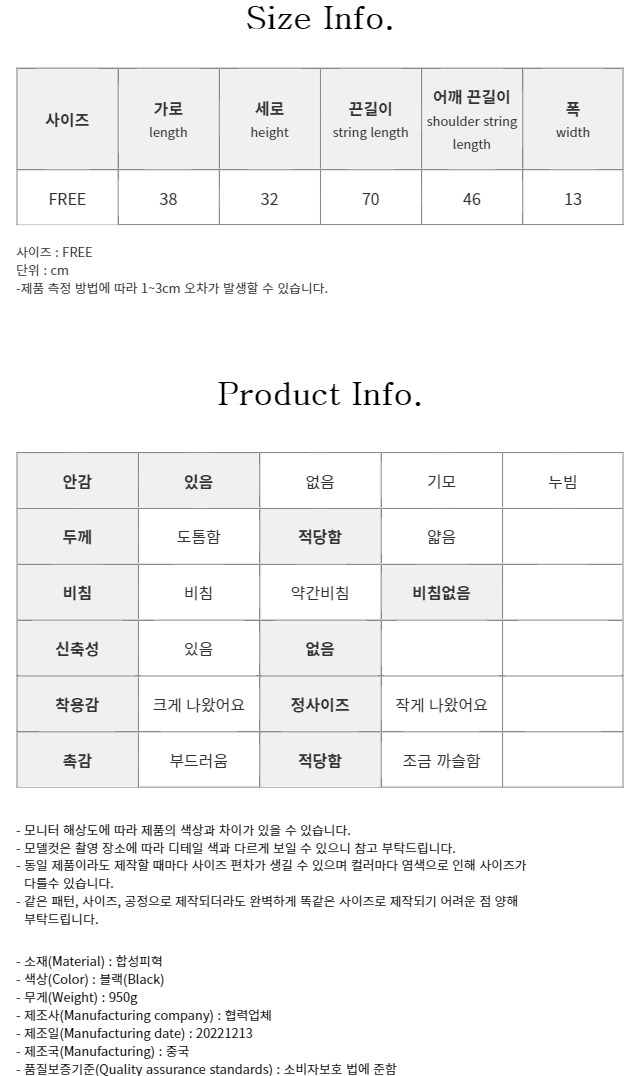 Size Info.
사이즈 가로 length 세로 height 끈길이 string length 어깨 끈길이 shoulder string length 폭 width
FREE 38 32 70 46 13
사이즈 : FREE
단위 : cm
-제품 측정 방법에 따라 1~3cm 오차가 발생할 수 있습니다.
Product Info.
안감 있음 없음 기모 누빔
두께 도톰함 적당함 얇음
비침 비침 약간비침 비침없음
신축성 있음 없음
착용감 크게 나왔어요 정사이즈 작게 나왔어요
촉감 부드러움 적당함 조금 까슬함
- 모니터 해상도에 따라 제품의 색상과 차이가 있을 수 있습니다.
- 모델컷은 촬영 장소에 따라 디테일 색과 다르게 보일 수 있으니 참고 부탁드립니다.
- 동일 제품이라도 제작할 때마다 사이즈 편차가 생길 수 있으며 컬러마다 염색으로 인해 사이즈가
다를수 있습니다.
- 같은 패턴, 사이즈, 공정으로 제작되더라도 완벽하게 똑같은 사이즈로 제작되기 어려운 점 양해
부탁드립니다.
- 소재(Material) : 합성피혁
- 색상(Color) : 블랙(Black)
- 무게(Weight) : 950g
- 제조사(Manufacturing company) : 협력업체
- 제조일(Manufacturing date) : 20221213
- 제조국(Manufacturing) : 중국
- 품질보증기준(Quality assurance standards) : 소비자보호 법에 준함